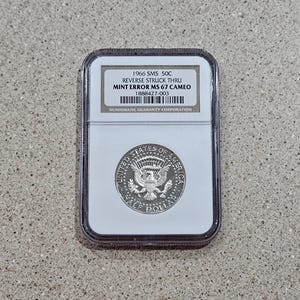 1966 SMS 50C
REVERSE STRUCK THRU
MINT ERROR MS 67 CAMEO
1888427-003
NUMISMATIC GUARANTY CORPORATION
UNITED STATES OF AMERICA
HALF DOLLAR